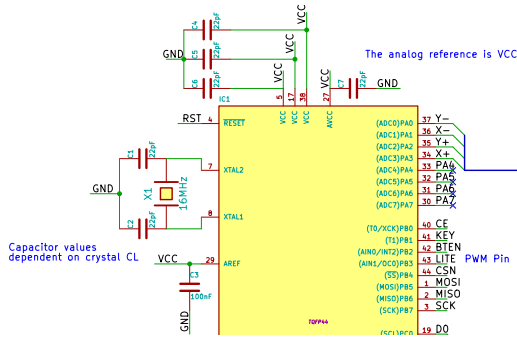 C4
22pF
VCC
GND
C5
22pF
VCC
VCC
VCC
The analog reference is VCC
C6
22pF
C7
22pF
GND
5
17
38
27
IC1
VCC
VCC
VCC
AVCC
RST 4 RESET
(ADC0)PA0 37 Y-
(ADC1)PA1 36 X-
(ADC2)PA2 35 Y+
(ADC3)PA3 34 X+
(ADC4)PA4 33 PA4
(ADC5)PA5 32 PA5
(ADC6)PA6 31 PA6
(ADC7)PA7 30 PA7
C1
22pF
7 XTAL2
GND
X1
16MHz
C2
22pF
8 XTAL1
(T0/XCK)PB0 40 CE
(T1)PB1 41 KEY
(AIN0/INT2)PB2 42 BTEN
(AIN1/OC0)PB3 43 LITE PWM Pin
(SS)PB4 44 CSN
(MOSI)PB5 1 MOSI
(MISO)PB6 2 MISO
(SCK)PB7 3 SCK
Capacitor values
dependent on crystal CL
VCC 29 AREF
C3
100nF
GND
TQFP44
(SCL)PC0 19 D0